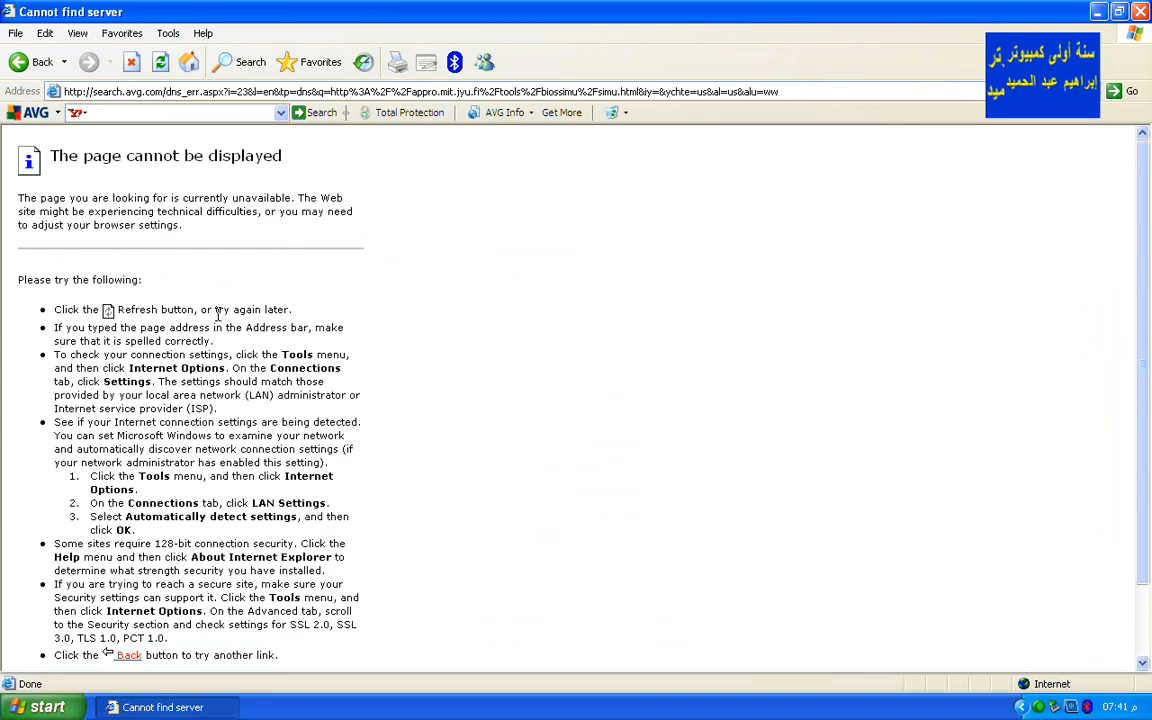 Cannot find server
File Edit View Favorites Tools Help
Back Search Favorites
سنة أولى كمبيوتر
إبراهيم عبد الحميد
Address http://search.avg.com/dns_err.aspx?i=23&l=en&tp=dns&q=http%3A%2F%2Fappro.mit.jyu.fi%2Ftools%2Fbiossimu%2Fsimu.html&iy=&ychte=us&al=us&alu=ww Go
AVG Y! Search Total Protection AVG Info Get More
The page cannot be displayed
The page you are looking for is currently unavailable. The Web
site might be experiencing technical difficulties, or you may need
to adjust your browser settings.
Please try the following:
Click the Refresh button, or try again later.
If you typed the page address in the Address bar, make
sure that it is spelled correctly.
To check your connection settings, click the Tools menu,
and then click Internet Options. On the Connections
tab, click Settings. The settings should match those
provided by your local area network (LAN) administrator or
Internet service provider (ISP).
See if your Internet connection settings are being detected.
You can set Microsoft Windows to examine your network
and automatically discover network connection settings (if
your network administrator has enabled this setting).
1. Click the Tools menu, and then click Internet
Options.
2. On the Connections tab, click LAN Settings.
3. Select Automatically detect settings, and then
click OK.
Some sites require 128-bit connection security. Click the
Help menu and then click About Internet Explorer to
determine what strength security you have installed.
If you are trying to reach a secure site, make sure your
Security settings can support it. Click the Tools menu, and
then click Internet Options. On the Advanced tab, scroll
to the Security section and check settings for SSL 2.0, SSL
3.0, TLS 1.0, PCT 1.0.
Click the Back button to try another link.
Done Internet
start Cannot find server 07:41 م